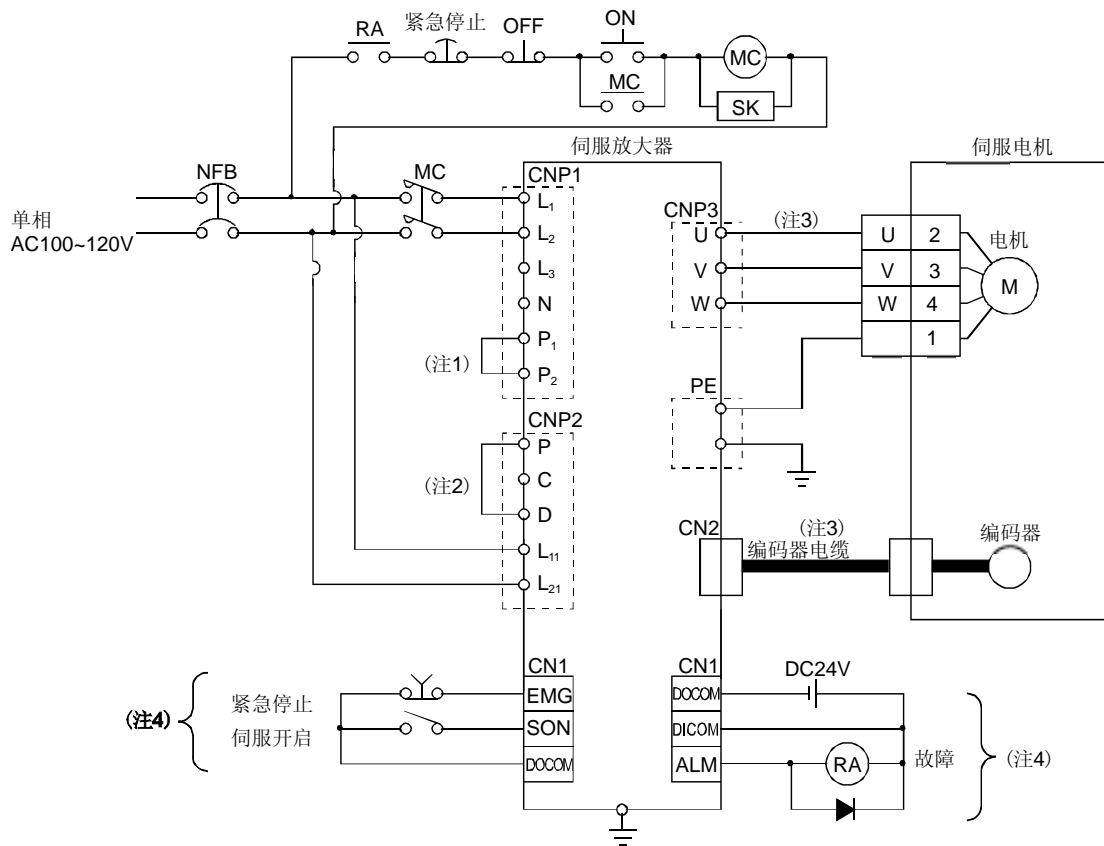 RA
紧急停止
OFF
ON
MC
MC
SK
伺服放大器
伺服电机
NFB
MC
CNP1
单相
AC100~120V
L₁
L₂
L₃
N
P₁
P₂
(注1)
CNP3
U
V
W
(注3)
U 2
V 3
W 4
1
电机
M
PE
CNP2
P
C
D
L₁₁
L₂₁
(注2)
CN2
(注3)
编码器电缆
编码器
(注4)
紧急停止
伺服开启
CN1
EMG
SON
DOCOM
CN1
DOCOM
DICOM
ALM
DC24V
RA
故障
(注4)